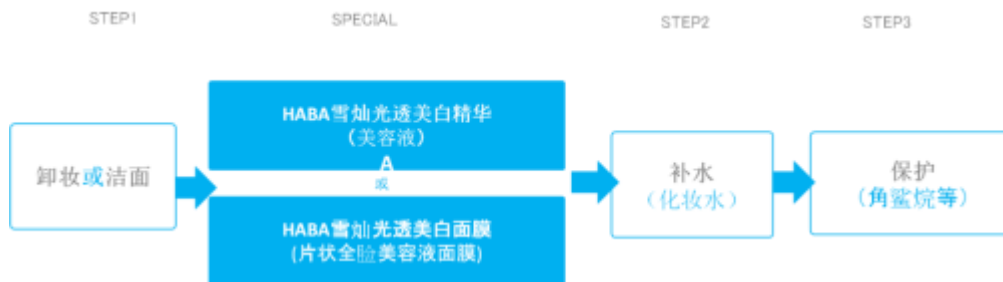 STEP1
SPECIAL
STEP2
STEP3
卸妆或洁面
HABA雪灿光透美白精华
（美容液）
A
或
HABA雪灿光透美白面膜
(片状全脸美容液面膜)
补水
（化妆水）
保护
（角鲨烷等）